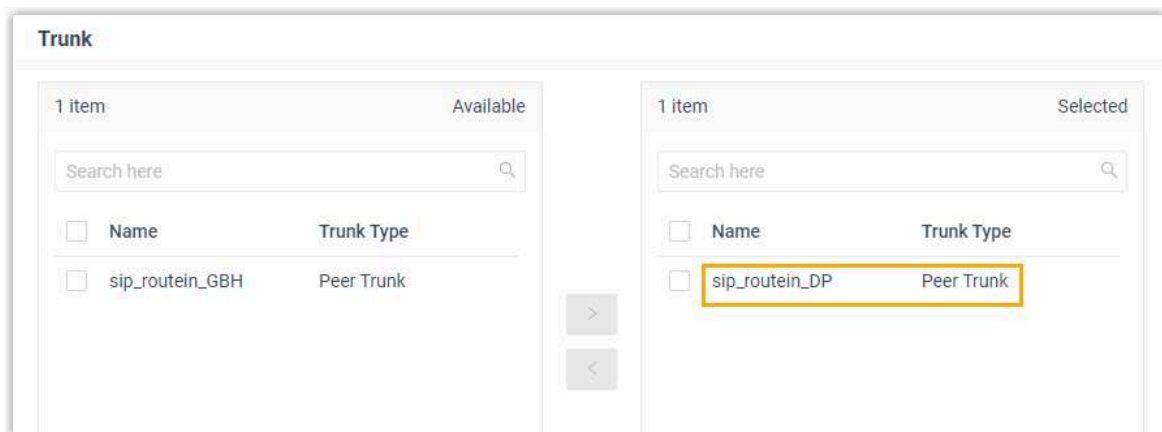 Trunk
1 item Available
Search here
Name Trunk Type
sip_routein_GBH Peer Trunk
>
<
1 item Selected
Search here
Name Trunk Type
sip_routein_DP Peer Trunk